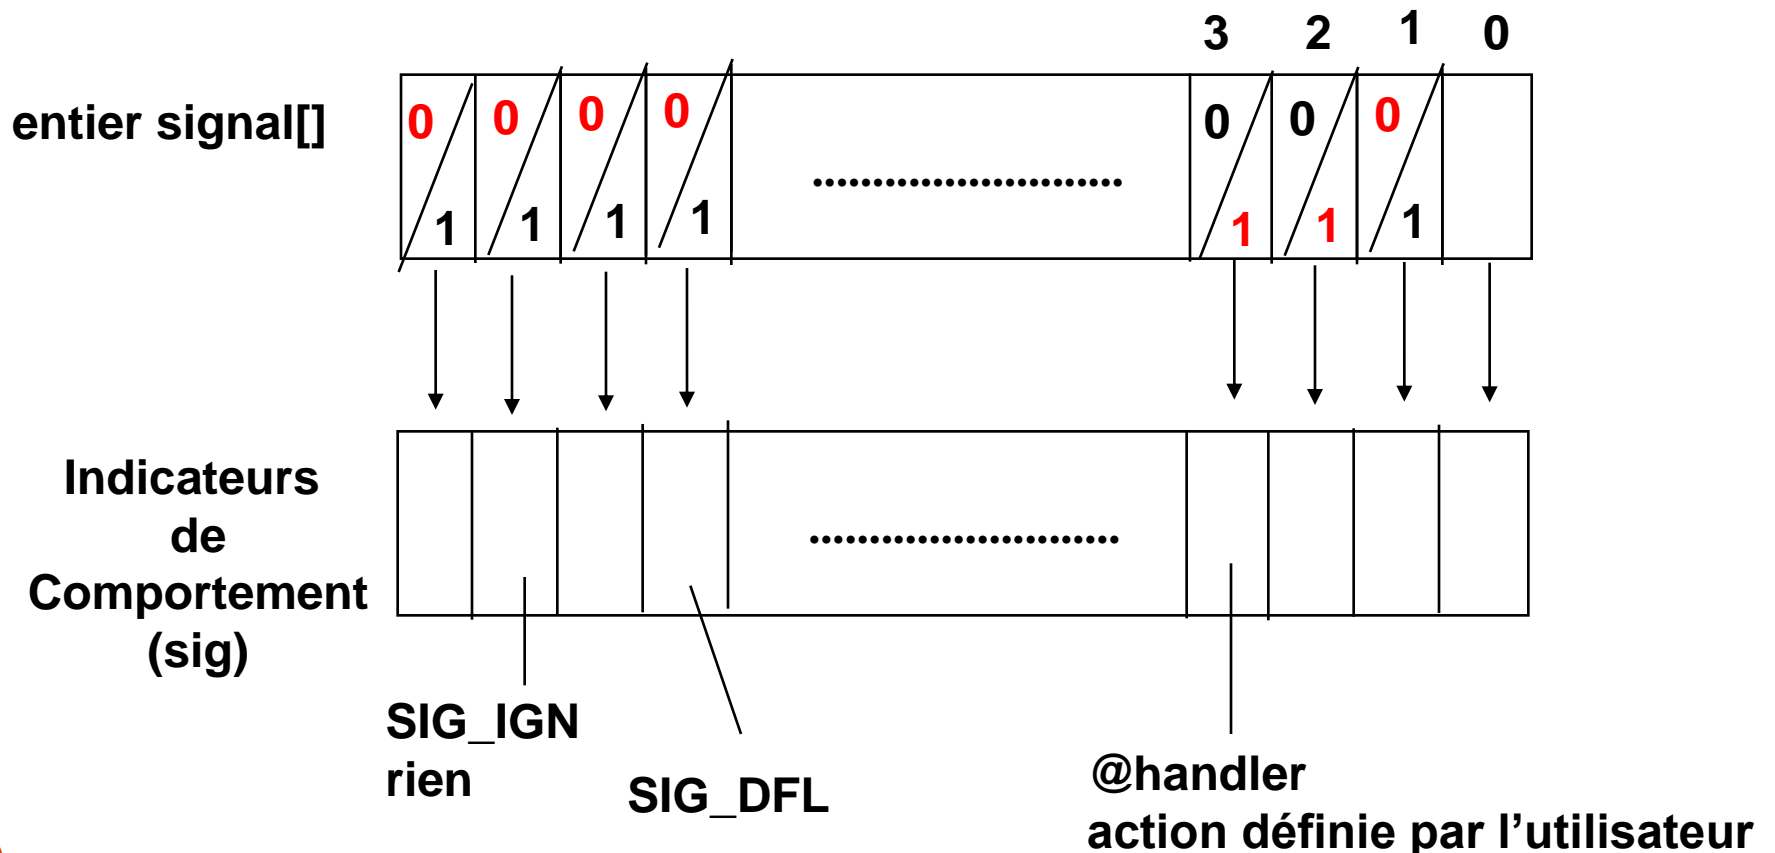 3 2 1 0
entier signal[]
0 0 0 0 0 0 0
..........................
1 1 1 1 1 1 1
Indicateurs
de
Comportement
(sig)
..........................
SIG_IGN
rien
SIG_DFL
@handler
action définie par l’utilisateur